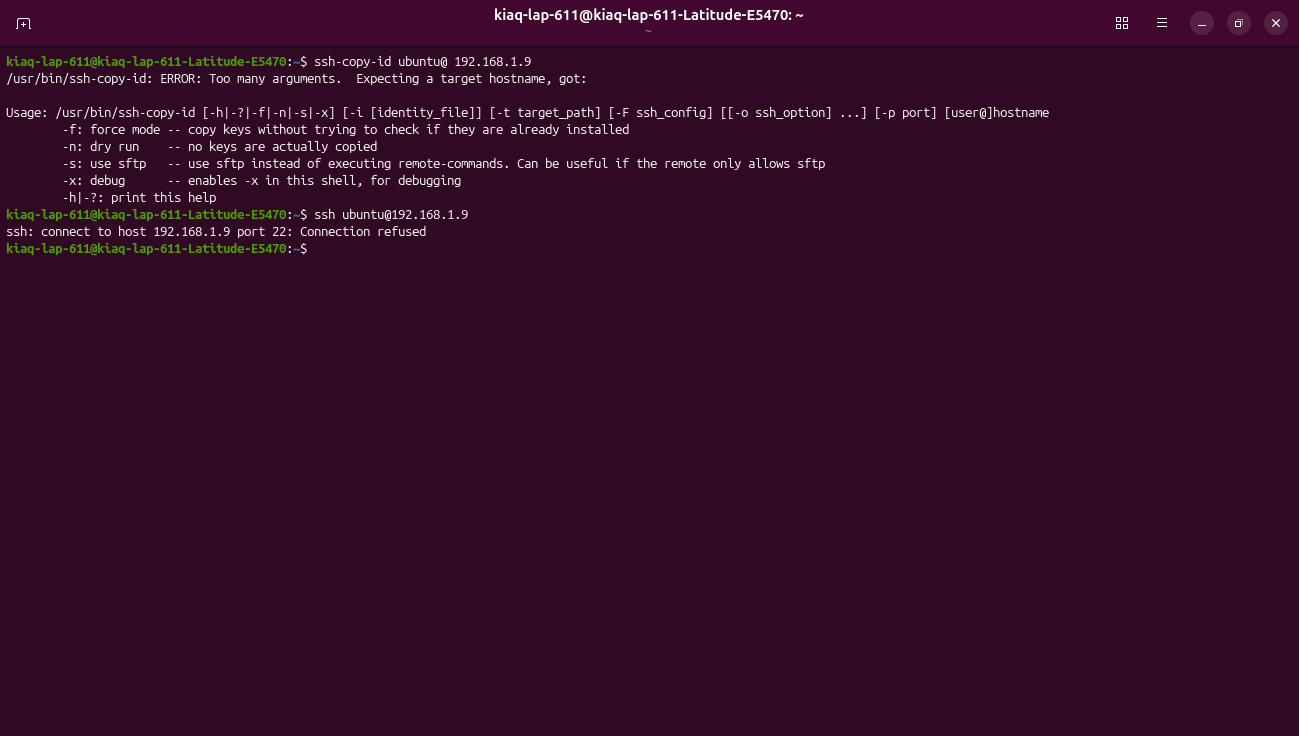 kiaq-lap-611@kiaq-lap-611-Latitude-E5470: ~
~
kiaq-lap-611@kiaq-lap-611-Latitude-E5470:~$ ssh-copy-id ubuntu@ 192.168.1.9
/usr/bin/ssh-copy-id: ERROR: Too many arguments.  Expecting a target hostname, got:

Usage: /usr/bin/ssh-copy-id [-h|-?|-f|-n|-s|-x] [-i [identity_file]] [-t target_path] [-F ssh_config] [[-o ssh_option] ...] [-p port] [user@]hostname
        -f: force mode -- copy keys without trying to check if they are already installed
        -n: dry run    -- no keys are actually copied
        -s: use sftp   -- use sftp instead of executing remote-commands. Can be useful if the remote only allows sftp
        -x: debug      -- enables -x in this shell, for debugging
        -h|-?: print this help
kiaq-lap-611@kiaq-lap-611-Latitude-E5470:~$ ssh ubuntu@192.168.1.9
ssh: connect to host 192.168.1.9 port 22: Connection refused
kiaq-lap-611@kiaq-lap-611-Latitude-E5470:~$